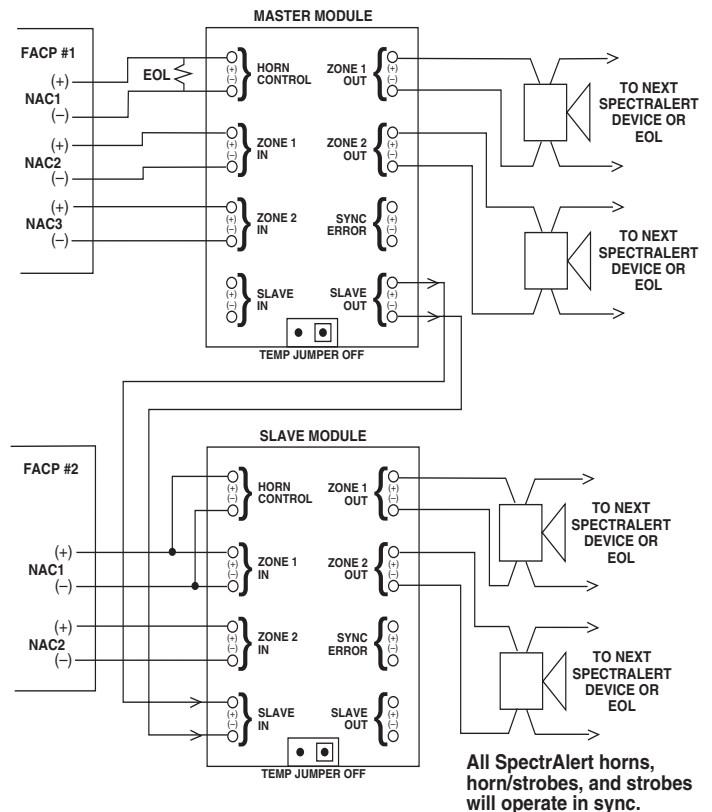 MASTER MODULE
FACP #1
(+)
NAC1
(–)
(+)
NAC2
(–)
(+)
NAC3
(–)
EOL
(+)
(–)
HORN
CONTROL
(+)
(–)
ZONE 1
IN
(+)
(–)
ZONE 2
IN
(+)
(–)
SLAVE
IN
ZONE 1
OUT
(+)
(–)
ZONE 2
OUT
(+)
(–)
SYNC
ERROR
(+)
(–)
SLAVE
OUT
(+)
(–)
TEMP JUMPER OFF
TO NEXT
SPECTRALERT
DEVICE OR
EOL
TO NEXT
SPECTRALERT
DEVICE OR
EOL
SLAVE MODULE
FACP #2
(+)
NAC1
(–)
(+)
NAC2
(–)
(+)
(–)
HORN
CONTROL
(+)
(–)
ZONE 1
IN
(+)
(–)
ZONE 2
IN
(+)
(–)
SLAVE
IN
ZONE 1
OUT
(+)
(–)
ZONE 2
OUT
(+)
(–)
SYNC
ERROR
(+)
(–)
SLAVE
OUT
(+)
(–)
TEMP JUMPER OFF
TO NEXT
SPECTRALERT
DEVICE OR
EOL
TO NEXT
SPECTRALERT
DEVICE OR
EOL
All SpectrAlert horns,
horn/strobes, and strobes
will operate in sync.